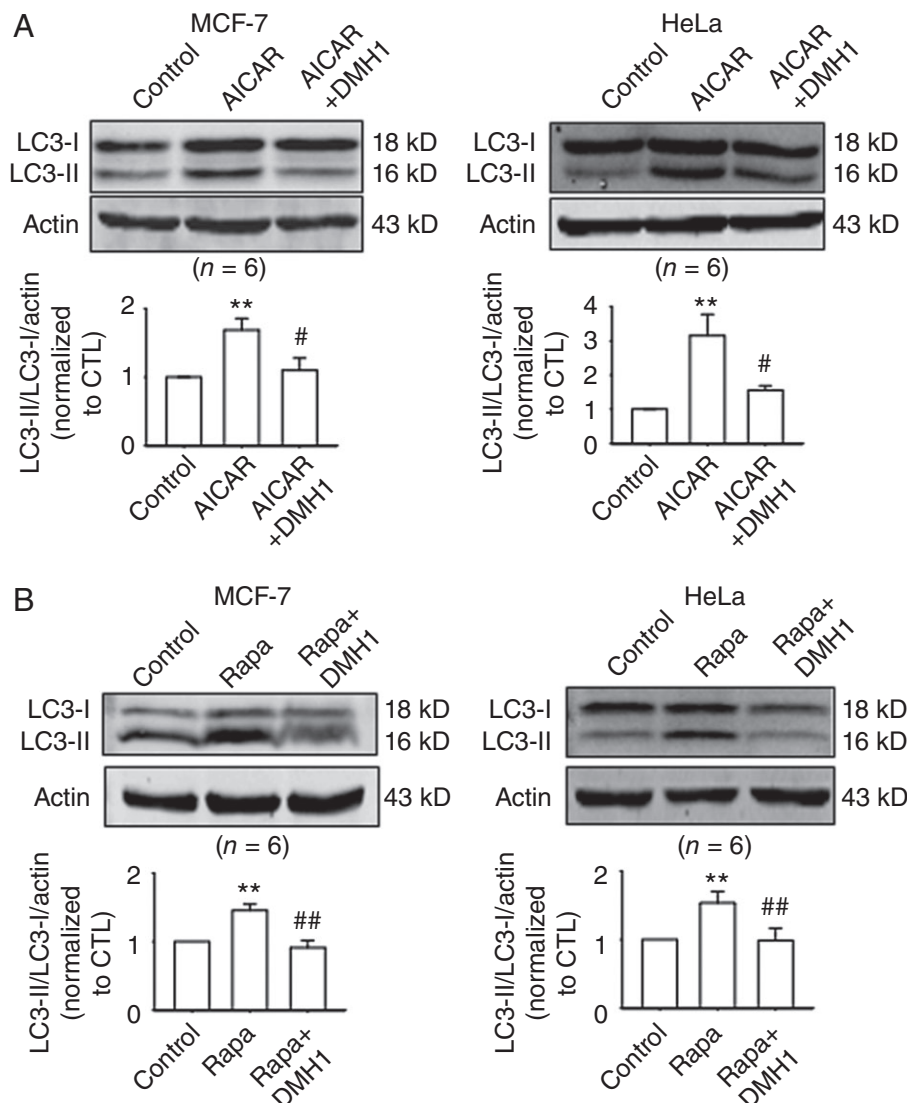 A
MCF-7
Control
AICAR
AICAR
+DMH1
LC3-I
18 kD
LC3-II
16 kD
Actin
43 kD
(n = 6)
LC3-II/LC3-I/actin
(normalized
to CTL)
2
1
0
**
#
Control
AICAR
AICAR
+DMH1
HeLa
Control
AICAR
AICAR
+DMH1
LC3-I
18 kD
LC3-II
16 kD
Actin
43 kD
(n = 6)
LC3-II/LC3-I/actin
(normalized
to CTL)
4
3
2
1
0
**
#
Control
AICAR
AICAR
+DMH1
B
MCF-7
Control
Rapa
Rapa+
DMH1
LC3-I
18 kD
LC3-II
16 kD
Actin
43 kD
(n = 6)
LC3-II/LC3-I/actin
(normalized
to CTL)
2
1
0
**
##
Control
Rapa
Rapa+
DMH1
HeLa
Control
Rapa
Rapa+
DMH1
LC3-I
18 kD
LC3-II
16 kD
Actin
43 kD
(n = 6)
LC3-II/LC3-I/actin
(normalized
to CTL)
2
1
0
**
##
Control
Rapa
Rapa+
DMH1